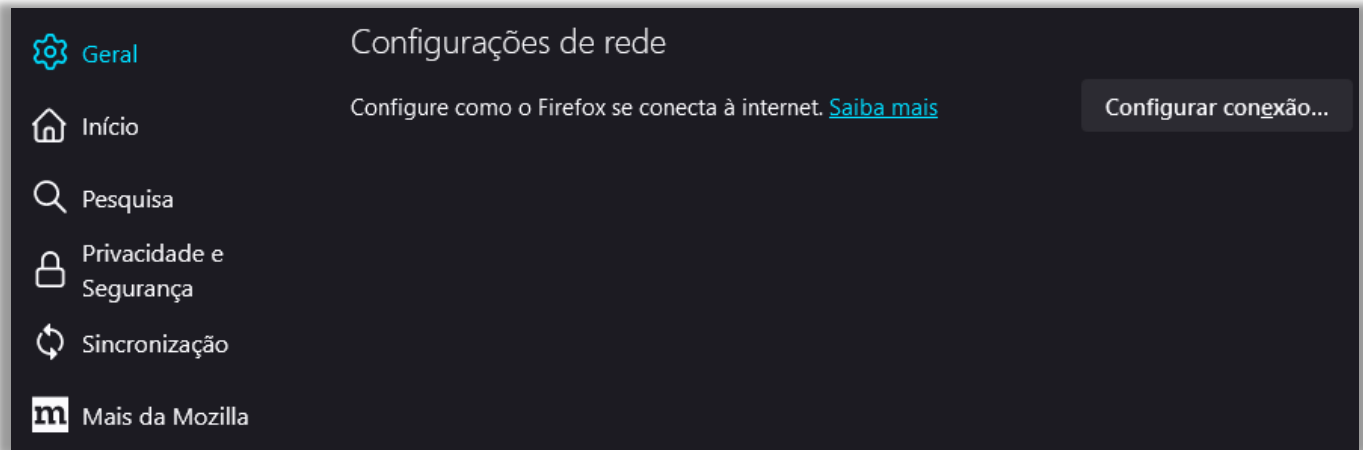 Geral
Início
Pesquisa
Privacidade e
Segurança
Sincronização
m Mais da Mozilla
Configurações de rede
Configure como o Firefox se conecta à internet. Saiba mais
Configurar conexão...